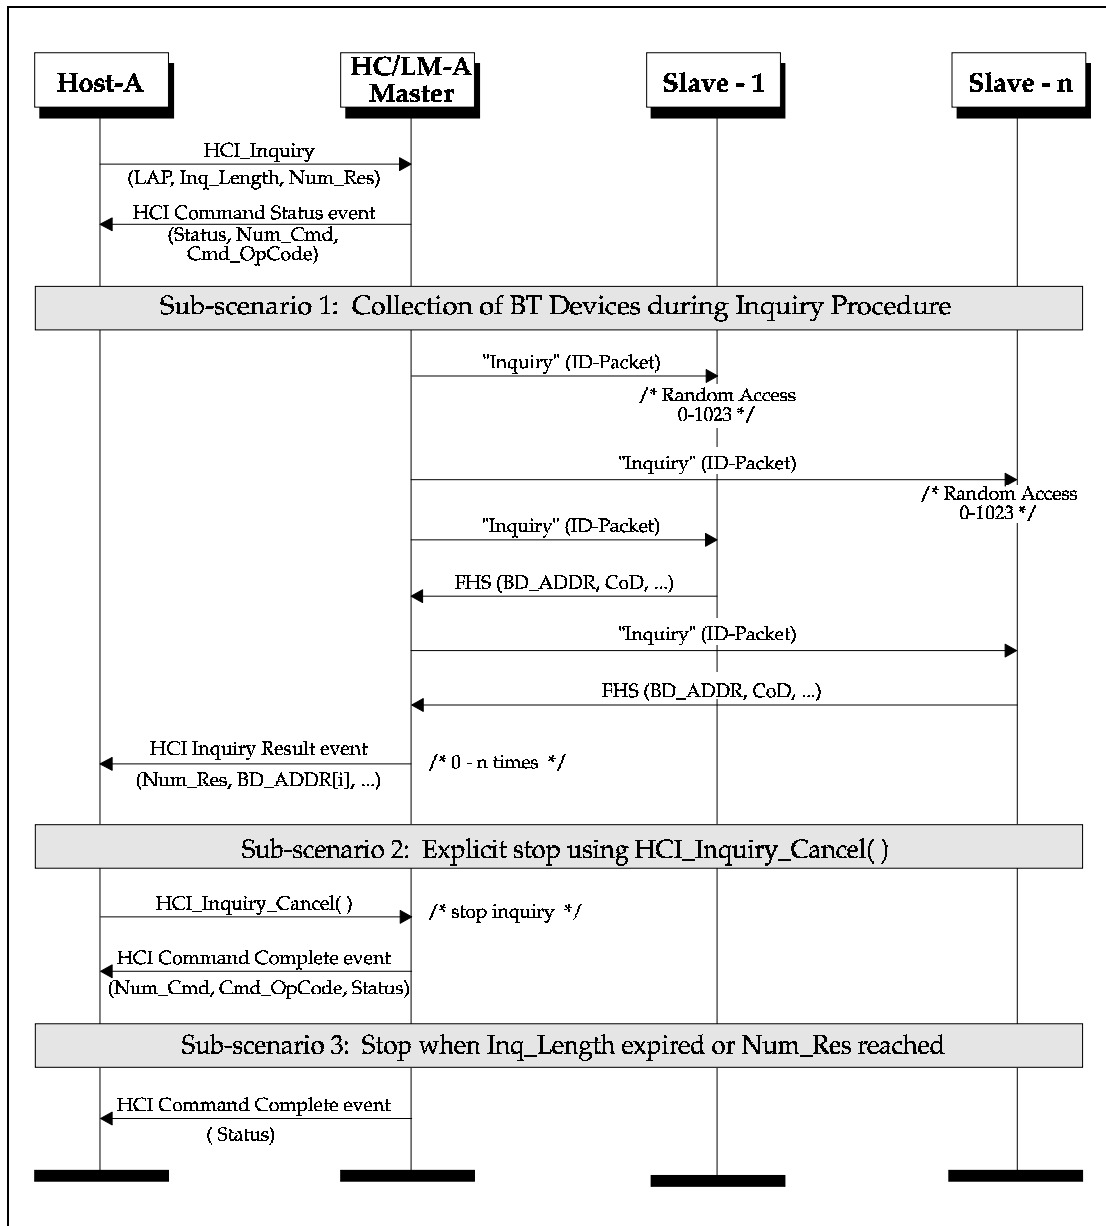 Host-A
HC/LM-A
Master
Slave - 1
Slave - n
HCI_Inquiry
(LAP, Inq_Length, Num_Res)
HCI Command Status event
(Status, Num_Cmd,
Cmd_OpCode)
Sub-scenario 1:  Collection of BT Devices during Inquiry Procedure
"Inquiry" (ID-Packet)
/* Random Access
0-1023 */
"Inquiry" (ID-Packet)
/* Random Access
0-1023 */
"Inquiry" (ID-Packet)
FHS (BD_ADDR, CoD, ...)
"Inquiry" (ID-Packet)
FHS (BD_ADDR, CoD, ...)
HCI Inquiry Result event
/* 0 - n times  */
(Num_Res, BD_ADDR[i], ...)
Sub-scenario 2:  Explicit stop using HCI_Inquiry_Cancel( )
HCI_Inquiry_Cancel( )
/* stop inquiry  */
HCI Command Complete event
(Num_Cmd, Cmd_OpCode, Status)
Sub-scenario 3:  Stop when Inq_Length expired or Num_Res reached
HCI Command Complete event
( Status)